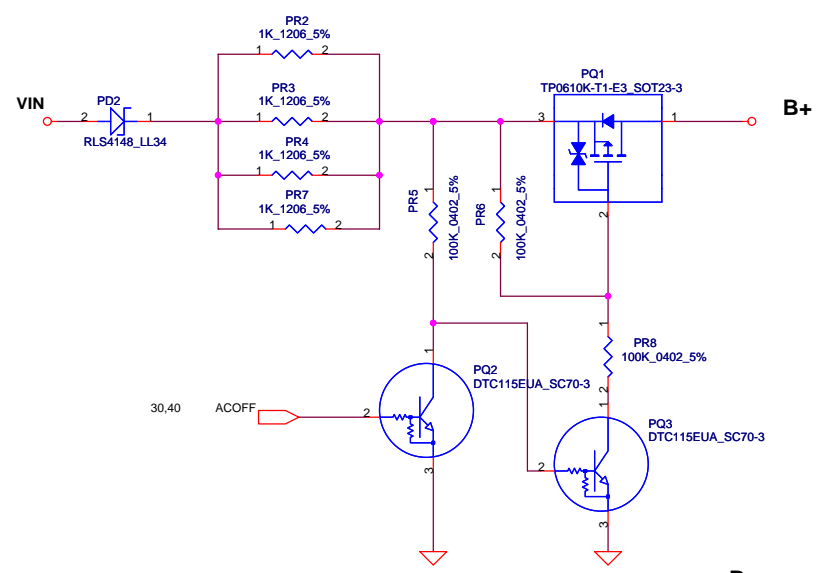 PR2
1K_1206_5%
1 2
PR3
1K_1206_5%
1 2
PR4
1K_1206_5%
1 2
PR7
1K_1206_5%
1 2
VIN
2 PD2 1
RLS4148_LL34
PQ1
TP0610K-T1-E3_SOT23-3
3 1
2
B+
PR5
100K_0402_5%
1
2
PR6
100K_0402_5%
1
2
PR8
100K_0402_5%
1
2
PQ2
DTC115EUA_SC70-3
1
2
3
30,40 ACOFF
PQ3
DTC115EUA_SC70-3
1
2
3